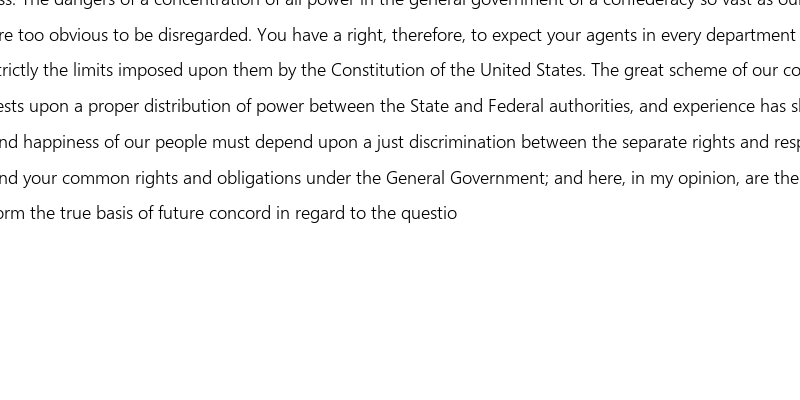 ss. The dangers of a concentration of all power in the general government of a confederacy so vast as our
re too obvious to be disregarded. You have a right, therefore, to expect your agents in every department
trictly the limits imposed upon them by the Constitution of the United States. The great scheme of our co
ests upon a proper distribution of power between the State and Federal authorities, and experience has s
nd happiness of our people must depend upon a just discrimination between the separate rights and resp
nd your common rights and obligations under the General Government; and here, in my opinion, are the
orm the true basis of future concord in regard to the questio